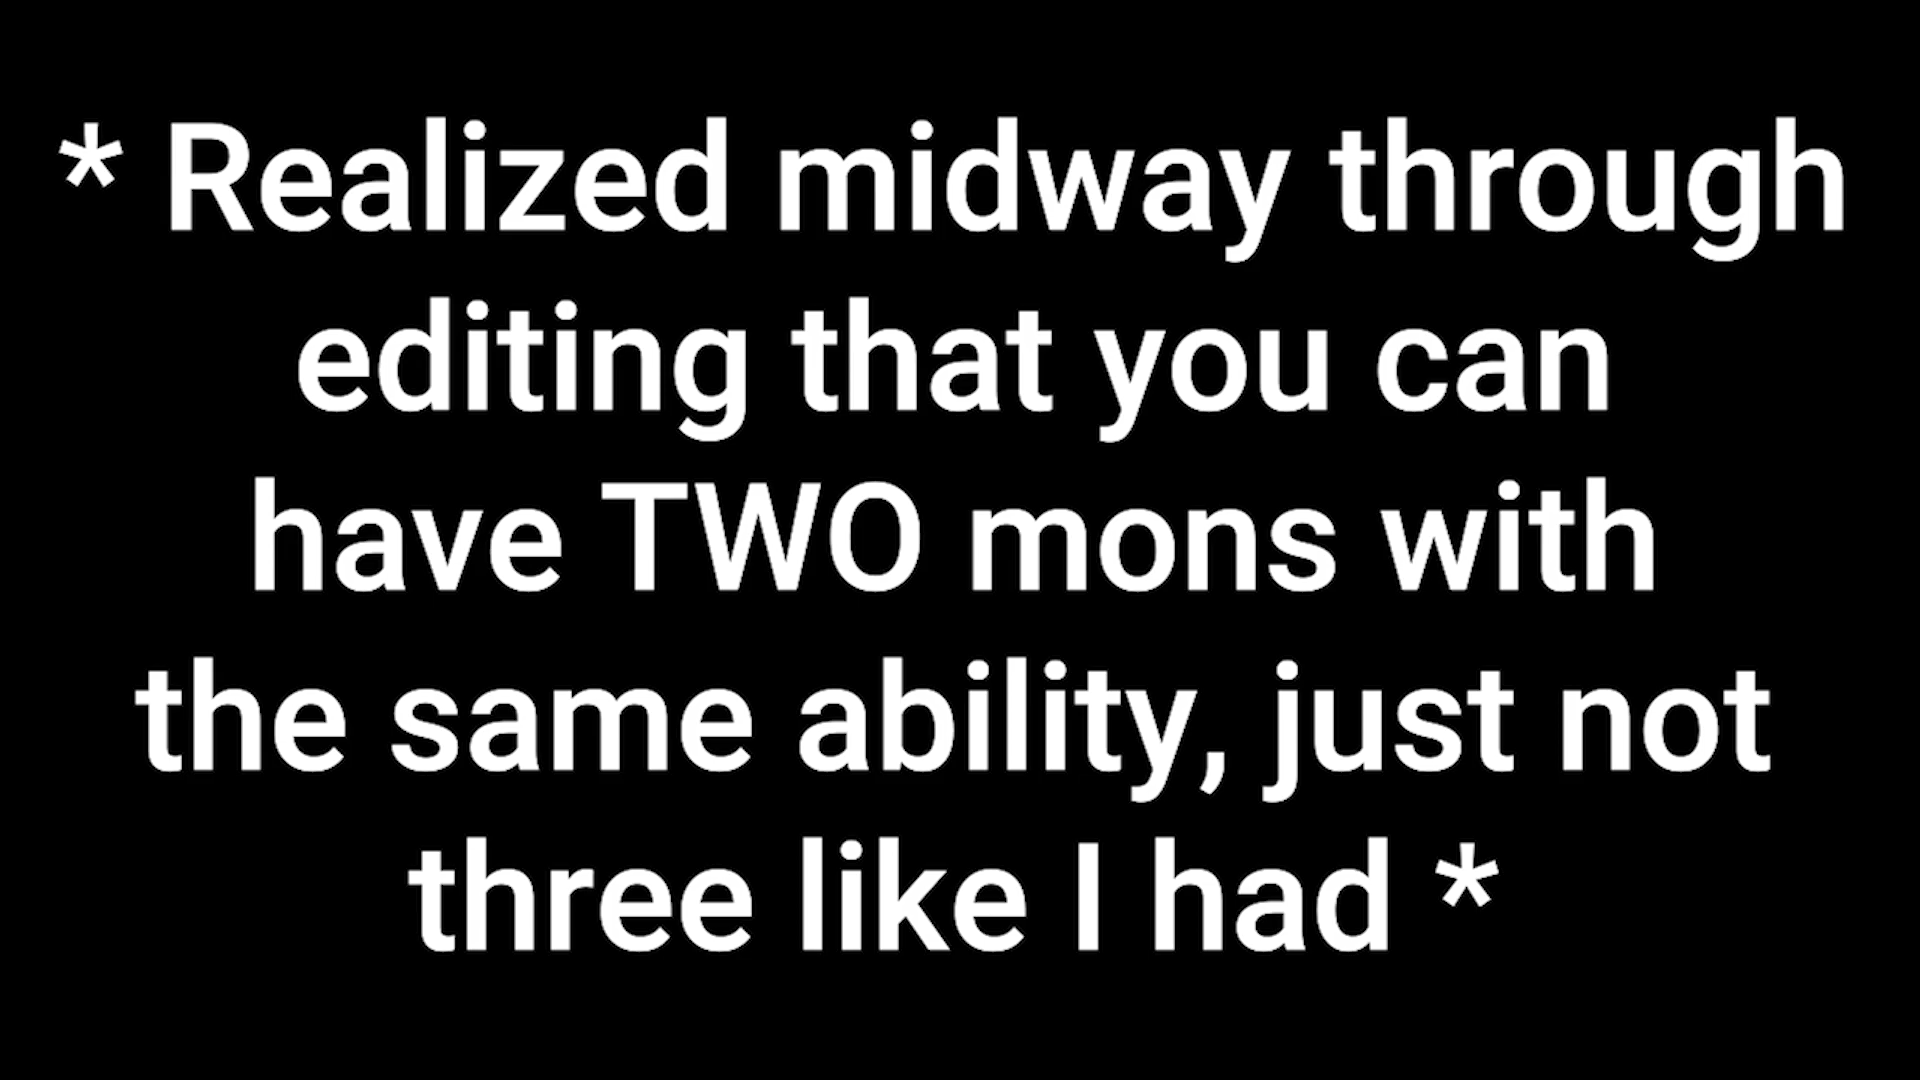 * Realized midway through
editing that you can
have TWO mons with
the same ability, just not
three like I had *